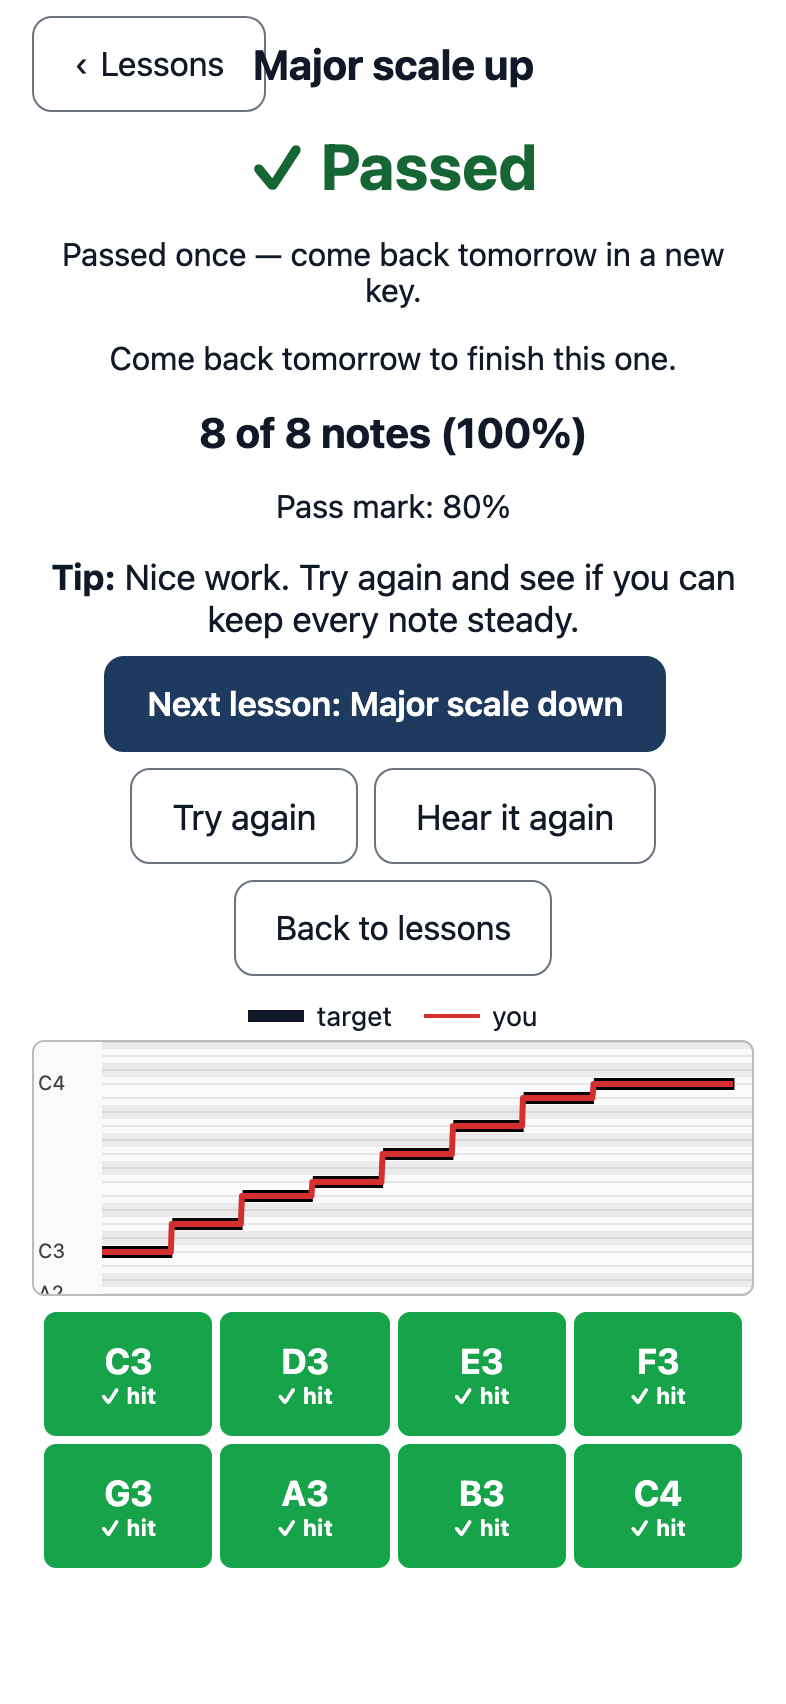 ‹ Lessons
Major scale up
✓ Passed
Passed once — come back tomorrow in a new
key.
Come back tomorrow to finish this one.
8 of 8 notes (100%)
Pass mark: 80%
Tip: Nice work. Try again and see if you can
keep every note steady.
Next lesson: Major scale down
Try again
Hear it again
Back to lessons
target
you
C4
C3
A2
C3
✓ hit
D3
✓ hit
E3
✓ hit
F3
✓ hit
G3
✓ hit
A3
✓ hit
B3
✓ hit
C4
✓ hit